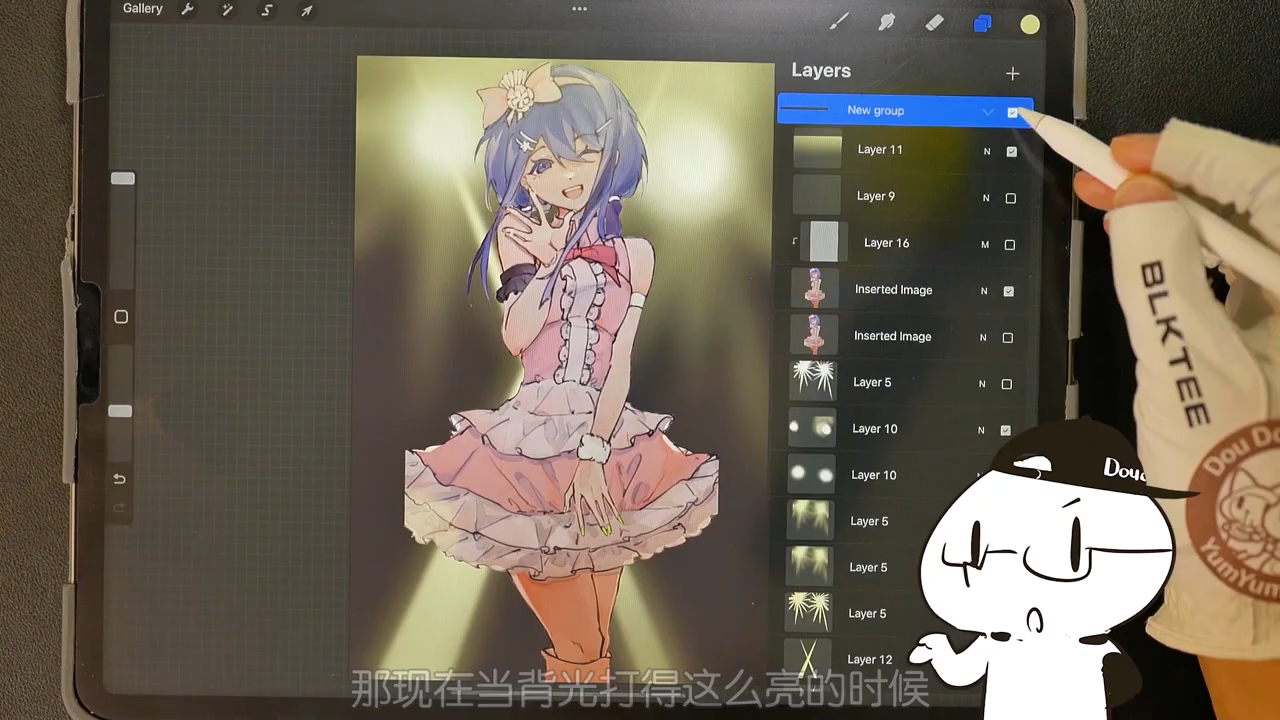 Gallery
Layers
New group
Layer 11 N
Layer 9 N
Layer 16 M
Inserted Image N
Inserted Image N
Layer 5 N
Layer 10 N
Layer 10
Layer 5
Layer 5
Layer 5
Layer 12
BLKTEE
那现在当背光打得这么亮的时候